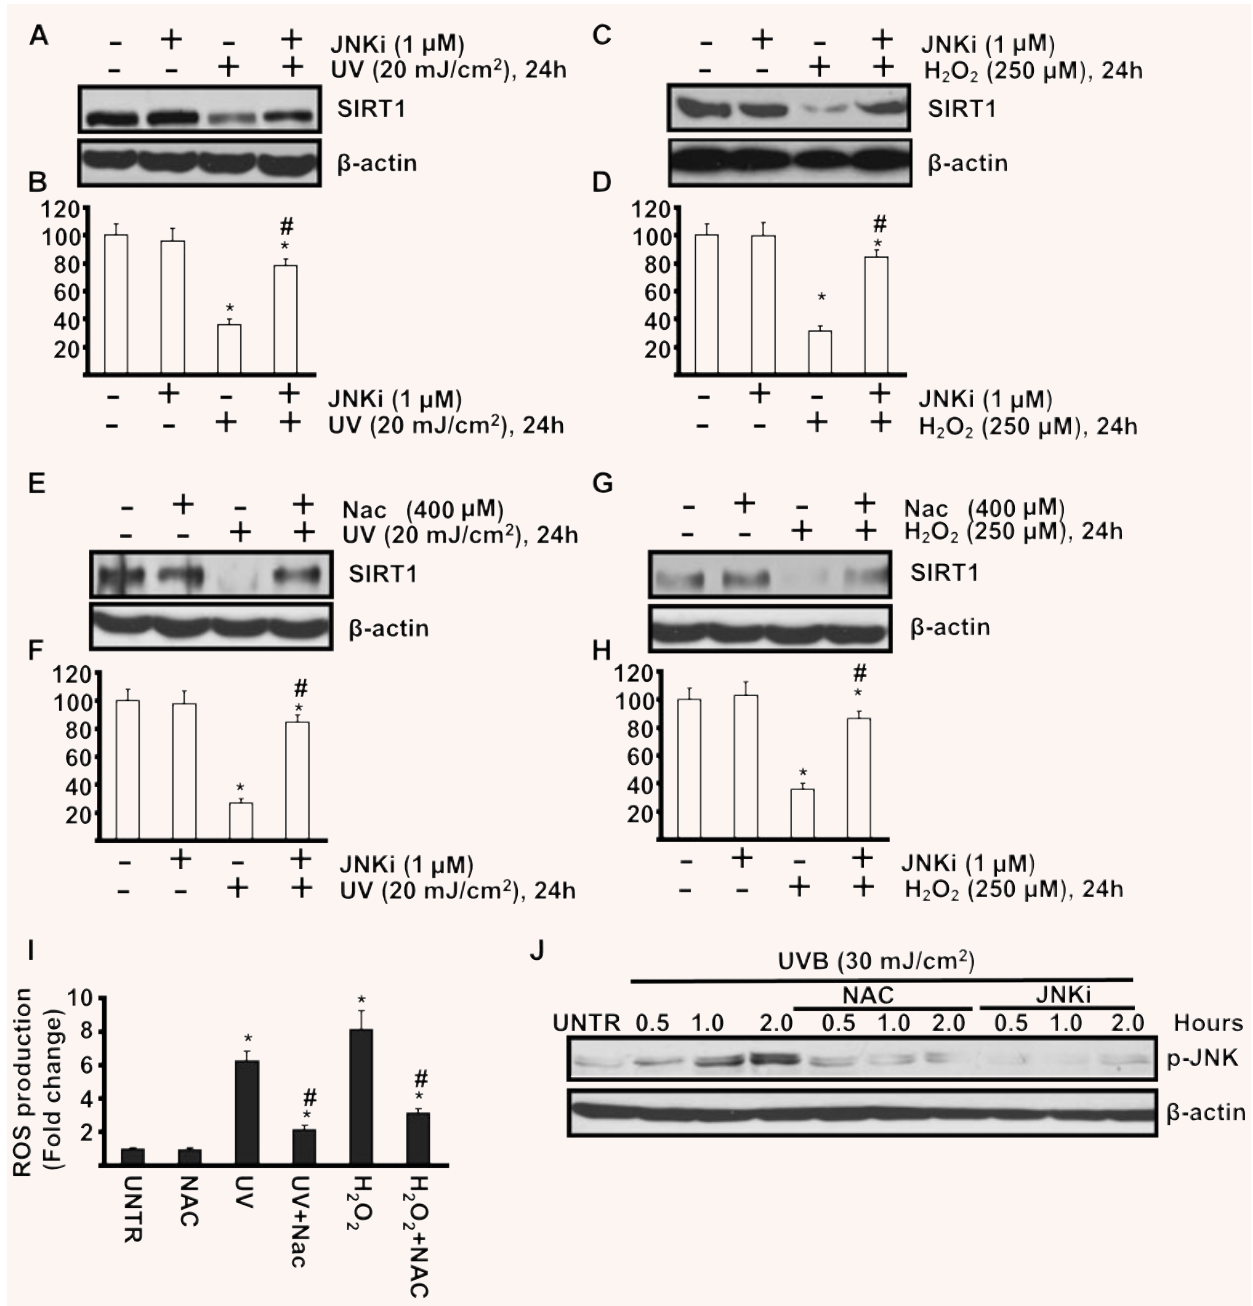 A
- + - + JNKi (1 µM)
- - + + UV (20 mJ/cm²), 24h
SIRT1
β-actin
B
120
100
80
60
40
20
* * #
- + - + JNKi (1 µM)
- - + + UV (20 mJ/cm²), 24h
C
- + - + JNKi (1 µM)
- - + + H₂O₂ (250 µM), 24h
SIRT1
β-actin
D
120
100
80
60
40
20
* * #
- + - + JNKi (1 µM)
- - + + H₂O₂ (250 µM), 24h
E
- + - + Nac (400 µM)
- - + + UV (20 mJ/cm²), 24h
SIRT1
β-actin
F
120
100
80
60
40
20
* * #
- + - + JNKi (1 µM)
- - + + UV (20 mJ/cm²), 24h
G
- + - + Nac (400 µM)
- - + + H₂O₂ (250 µM), 24h
SIRT1
β-actin
H
120
100
80
60
40
20
* * #
- + - + JNKi (1 µM)
- - + + H₂O₂ (250 µM), 24h
I
ROS production
(Fold change)
10
8
6
4
2
* # * * # *
UNTR
NAC
UV
UV+Nac
H₂O₂
H₂O₂+NAC
J
UVB (30 mJ/cm²)
NAC JNKi
UNTR 0.5 1.0 2.0 0.5 1.0 2.0 0.5 1.0 2.0 Hours
p-JNK
β-actin